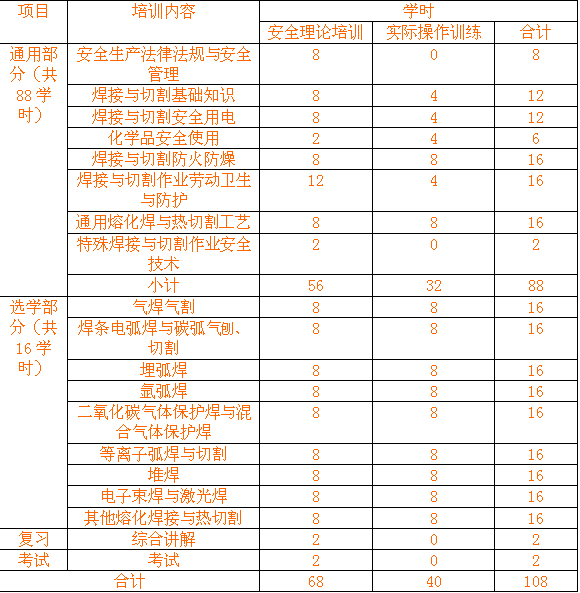 项目 培训内容 学时
安全理论培训 实际操作训练 合计
通用部分（共88学时）
安全生产法律法规与安全管理 8 0 8
焊接与切割基础知识 8 4 12
焊接与切割安全用电 8 4 12
化学品安全使用 2 4 6
焊接与切割防火防爆 8 8 16
焊接与切割作业劳动卫生与防护 12 4 16
通用熔化焊与热切割工艺 8 8 16
特殊焊接与切割作业安全技术 2 0 2
小计 56 32 88
选学部分（共16学时）
气焊气割 8 8 16
焊条电弧焊与碳弧气刨、切割 8 8 16
埋弧焊 8 8 16
氩弧焊 8 8 16
二氧化碳气体保护焊与混合气体保护焊 8 8 16
等离子弧焊与切割 8 8 16
堆焊 8 8 16
电子束焊与激光焊 8 8 16
其他熔化焊接与热切割 8 8 16
复习 综合讲解 2 0 2
考试 考试 2 0 2
合计 68 40 108